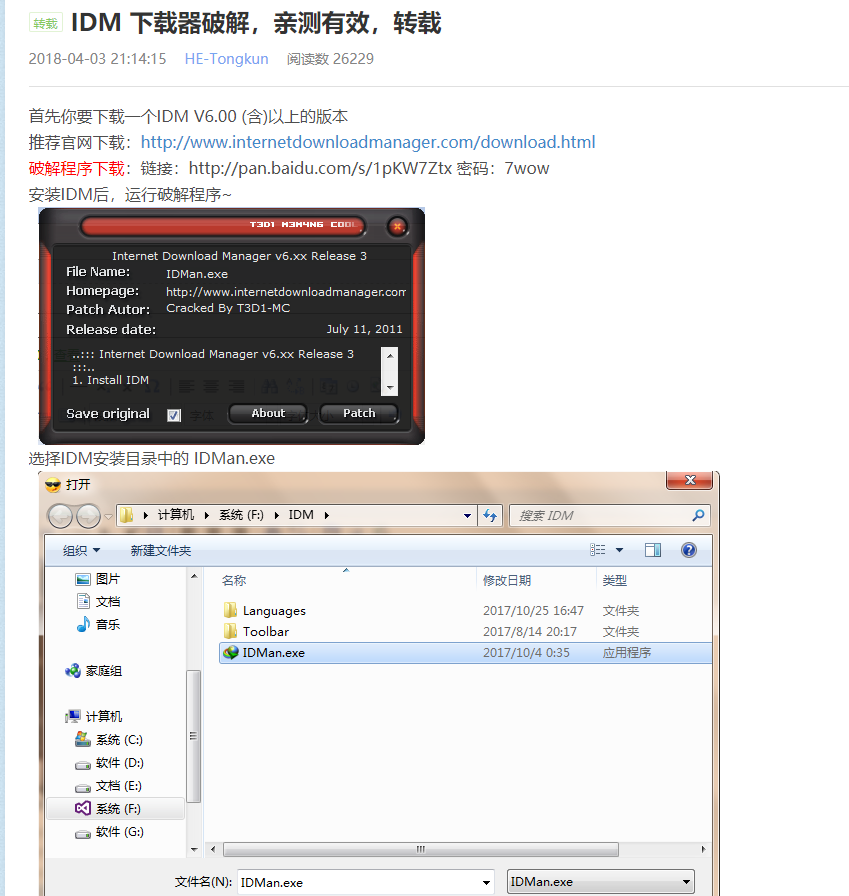 转载 IDM 下载器破解，亲测有效，转载
2018-04-03 21:14:15 HE-Tongkun 阅读数 26229
首先你要下载一个IDM V6.00 (含)以上的版本
推荐官网下载：http://www.internetdownloadmanager.com/download.html
破解程序下载：链接：http://pan.baidu.com/s/1pKW7Ztx 密码：7wow
安装IDM后，运行破解程序~
T3D1 M3M4NG COOL
Internet Download Manager v6.xx Release 3
File Name: IDMan.exe
Homepage: http://www.internetdownloadmanager.com
Patch Autor: Cracked By T3D1-MC
Release date: July 11, 2011
..::: Internet Download Manager v6.xx Release 3
:::..
1. Install IDM
Save original About Patch
选择IDM安装目录中的 IDMan.exe
打开
计算机 系统 (F:) IDM 搜索 IDM
组织 新建文件夹
名称 修改日期 类型
图片
文档
音乐
家庭组
计算机
系统 (C:)
软件 (D:)
文档 (E:)
系统 (F:)
软件 (G:)
Languages 2017/10/25 16:47 文件夹
Toolbar 2017/8/14 20:17 文件夹
IDMan.exe 2017/10/4 0:35 应用程序
文件名(N): IDMan.exe IDMan.exe